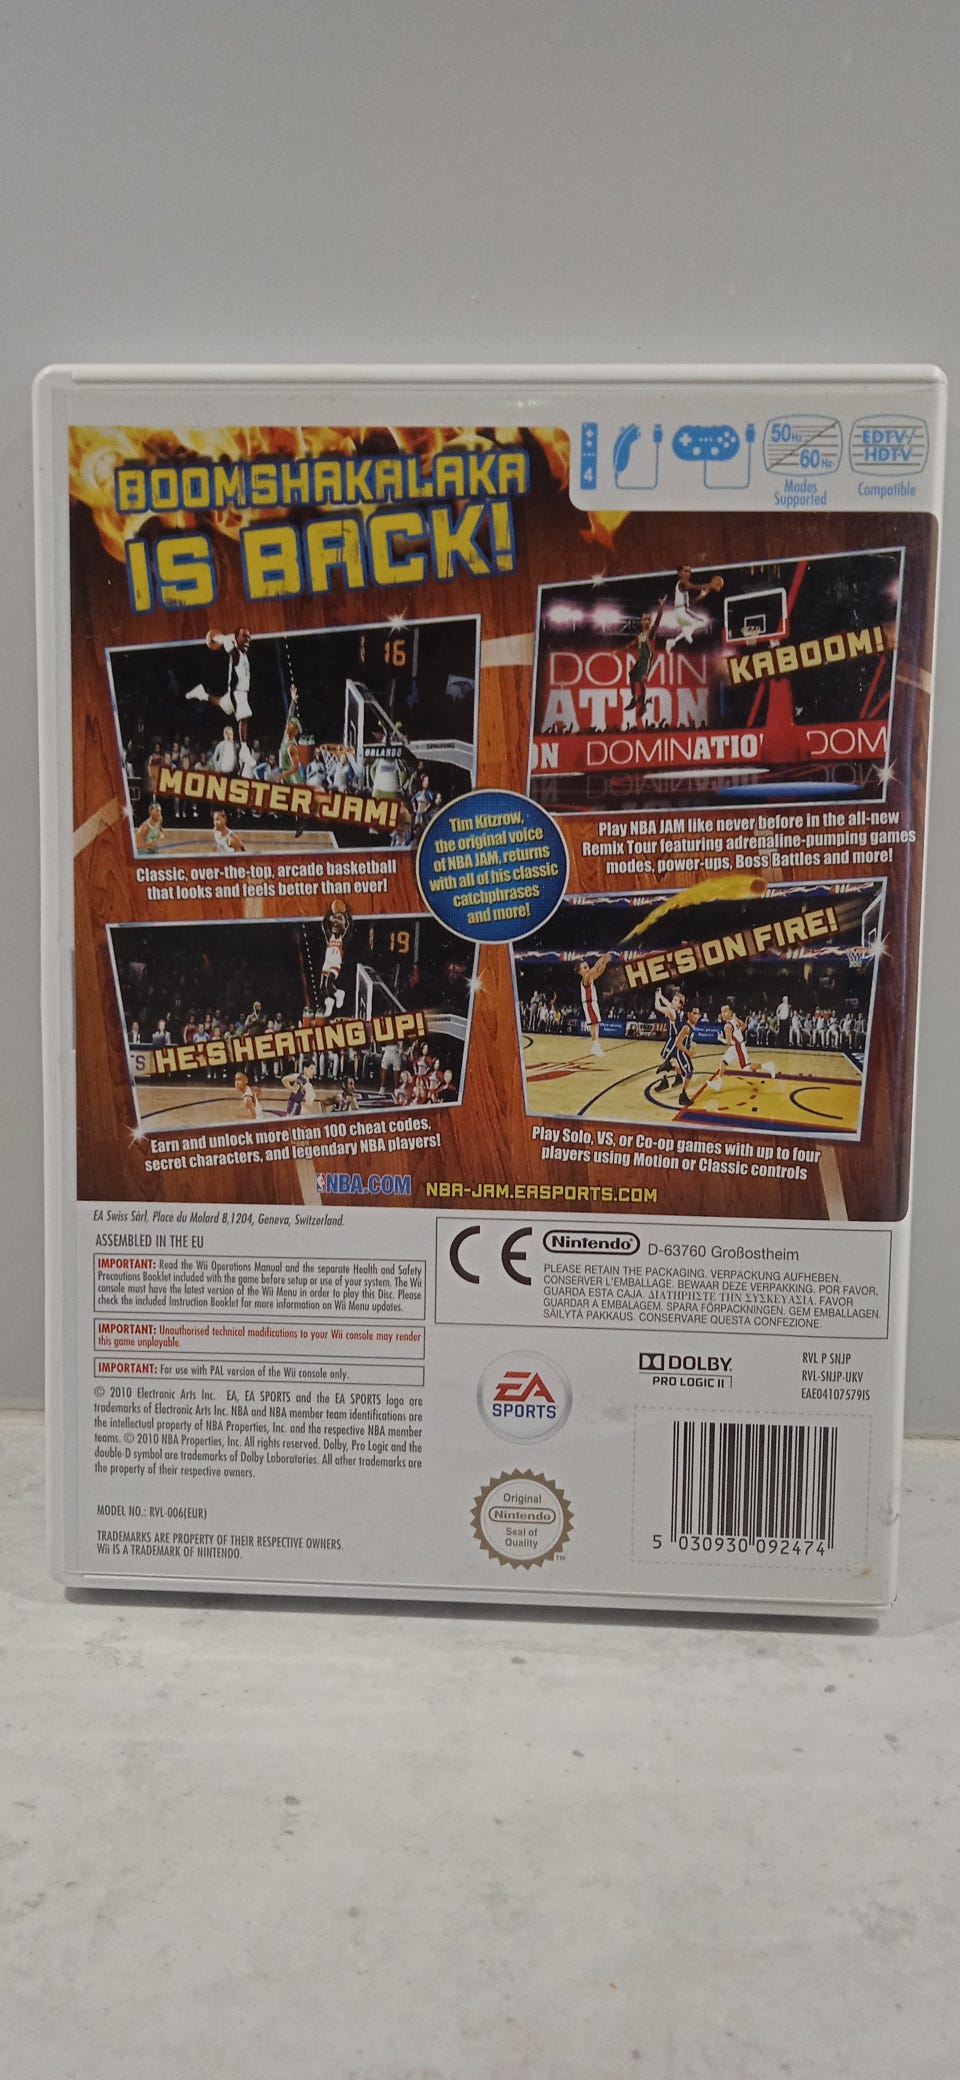 BOOMSHAKALAKA
IS BACK!
4
50Hz
60Hz
Modes
Supported
EDTV/
HDTV
Compatible
16
ORLANDO
SPALDING
MONSTER JAM!
Classic, over-the-top, arcade basketball
that looks and feels better than ever!
DOMIN
ATION
KABOOM!
ON DOMINATIO DOM
Play NBA JAM like never before in the all-new
Remix Tour featuring adrenaline-pumping games
modes, power-ups, Boss Battles and more!
Tim Kitzrow,
the original voice
of NBA JAM, returns
with all of his classic
catchphrases
and more!
19
HE'S HEATING UP!
Earn and unlock more than 100 cheat codes,
secret characters, and legendary NBA players!
HE'S ON FIRE!
Play Solo, VS, or Co-op games with up to four
players using Motion or Classic controls
NBA.COM NBA-JAM.EASPORTS.COM
EA Swiss Sàrl, Place du Molard 8,1204, Geneva, Switzerland.
ASSEMBLED IN THE EU
IMPORTANT: Read the Wii Operations Manual and the separate Health and Safety
Precautions Booklet included with the game before setup or use of your system. The Wii
console must have the latest version of the Wii Menu in order to play this Disc. Please
check the included Instruction Booklet for more information on Wii Menu updates.
IMPORTANT: Unauthorised technical modifications to your Wii console may render
this game unplayable.
IMPORTANT: For use with PAL version of the Wii console only.
© 2010 Electronic Arts Inc. EA, EA SPORTS and the EA SPORTS logo are
trademarks of Electronic Arts Inc. NBA and NBA member team identifications are
the intellectual property of NBA Properties, Inc. and the respective NBA member
teams. © 2010 NBA Properties, Inc. All rights reserved. Dolby, Pro Logic and the
double-D symbol are trademarks of Dolby Laboratories. All other trademarks are
the property of their respective owners.
MODEL NO.: RVL-006(EUR)
TRADEMARKS ARE PROPERTY OF THEIR RESPECTIVE OWNERS.
Wii IS A TRADEMARK OF NINTENDO.
CE
Nintendo D-63760 Großostheim
PLEASE RETAIN THE PACKAGING. VERPACKUNG AUFHEBEN.
CONSERVER L'EMBALLAGE. BEWAAR DEZE VERPAKKING. POR FAVOR,
GUARDA ESTA CAJA. ΔΙΑΤΗΡΗΣΤΕ ΤΗΝ ΣΥΣΚΕΥΑΣΙΑ. FAVOR
GUARDAR A EMBALAGEM. SPARA FÖRPACKNINGEN. GEM EMBALLAGEN.
SÄILYTÄ PAKKAUS. CONSERVARE QUESTA CONFEZIONE.
EA
SPORTS
DOLBY
PRO LOGIC II
RVL P SNJP
RVL-SNJP-UKV
EAE04107579IS
Original
Nintendo
Seal of
Quality
TM
5 030930 092474